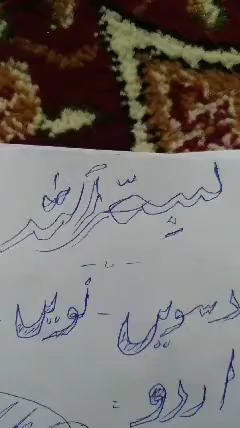 بسم اللہ
دسویں - نویں -
اردو =